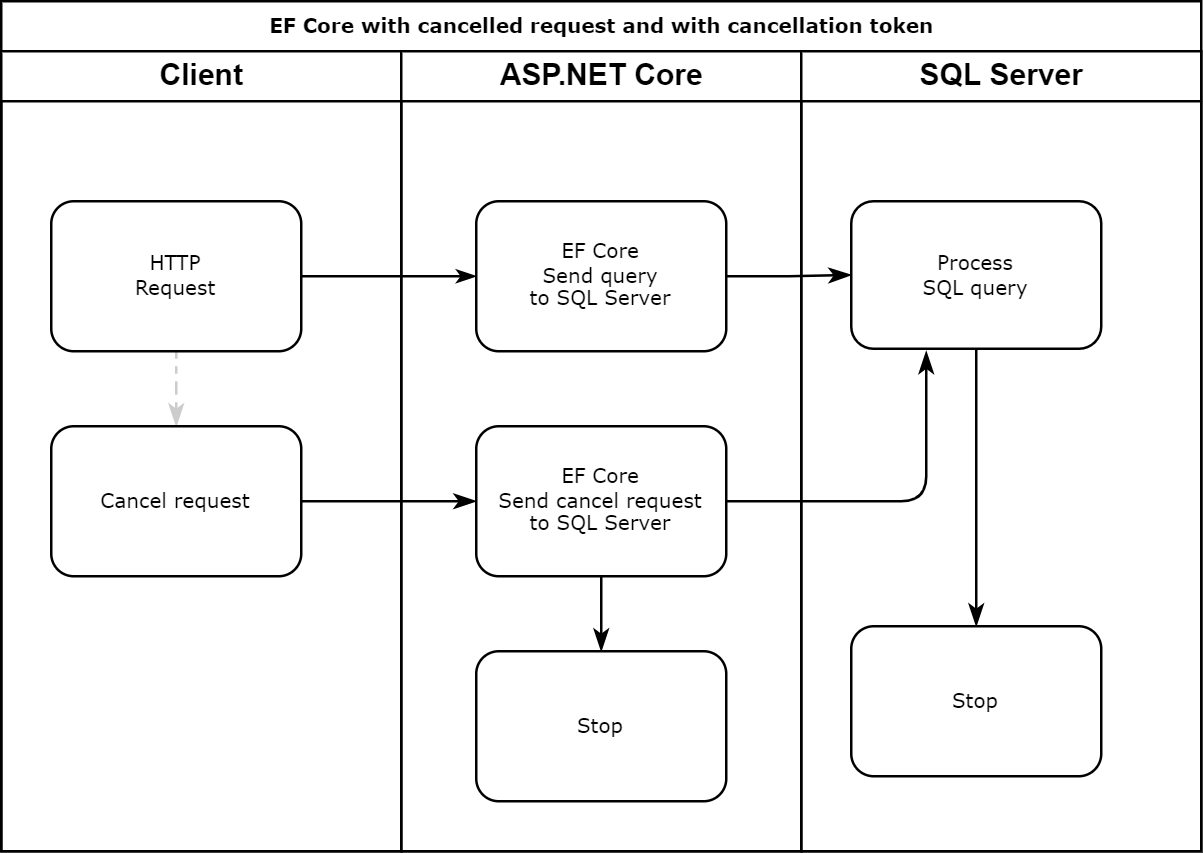 EF Core with cancelled request and with cancellation token
Client
ASP.NET Core
SQL Server
HTTP
Request
EF Core
Send query
to SQL Server
Process
SQL query
Cancel request
EF Core
Send cancel request
to SQL Server
Stop
Stop